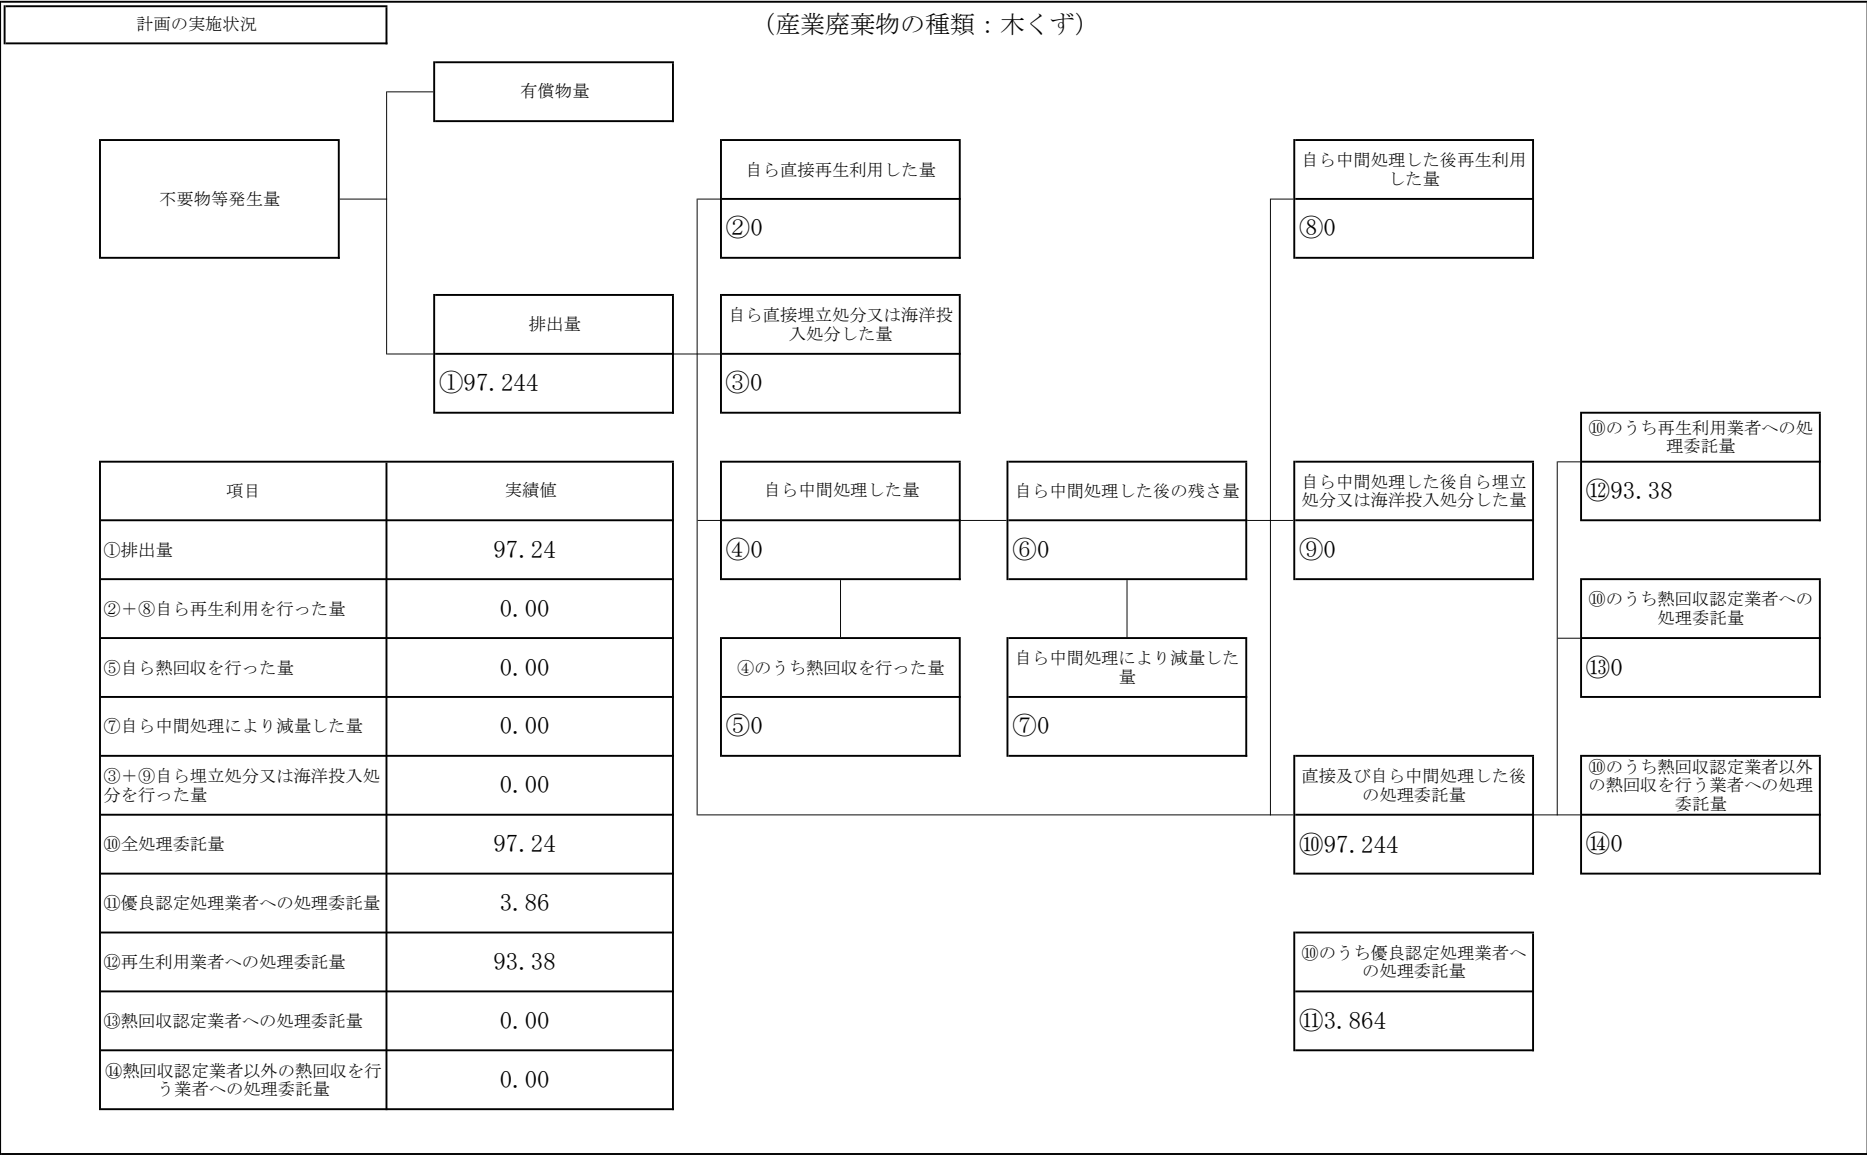 計画の実施状況
（産業廃棄物の種類：木くず）
有償物量
不要物等発生量
自ら直接再生利用した量
②0
自ら中間処理した後再生利用
した量
⑧0
排出量
①97.244
自ら直接埋立処分又は海洋投
入処分した量
③0
⑩のうち再生利用業者への処
理委託量
⑫93.38
自ら中間処理した量
④0
自ら中間処理した後の残さ量
⑥0
自ら中間処理した後自ら埋立
処分又は海洋投入処分した量
⑨0
⑩のうち熱回収認定業者への
処理委託量
⑬0
④のうち熱回収を行った量
⑤0
自ら中間処理により減量した
量
⑦0
直接及び自ら中間処理した後
の処理委託量
⑩97.244
⑩のうち熱回収認定業者以外
の熱回収を行う業者への処理
委託量
⑭0
⑩のうち優良認定処理業者へ
の処理委託量
⑪3.864
項目 実績値
①排出量 97.24
②＋⑧自ら再生利用を行った量 0.00
⑤自ら熱回収を行った量 0.00
⑦自ら中間処理により減量した量 0.00
③＋⑨自ら埋立処分又は海洋投入処
分を行った量 0.00
⑩全処理委託量 97.24
⑪優良認定処理業者への処理委託量 3.86
⑫再生利用業者への処理委託量 93.38
⑬熱回収認定業者への処理委託量 0.00
⑭熱回収認定業者以外の熱回収を行
う業者への処理委託量 0.00